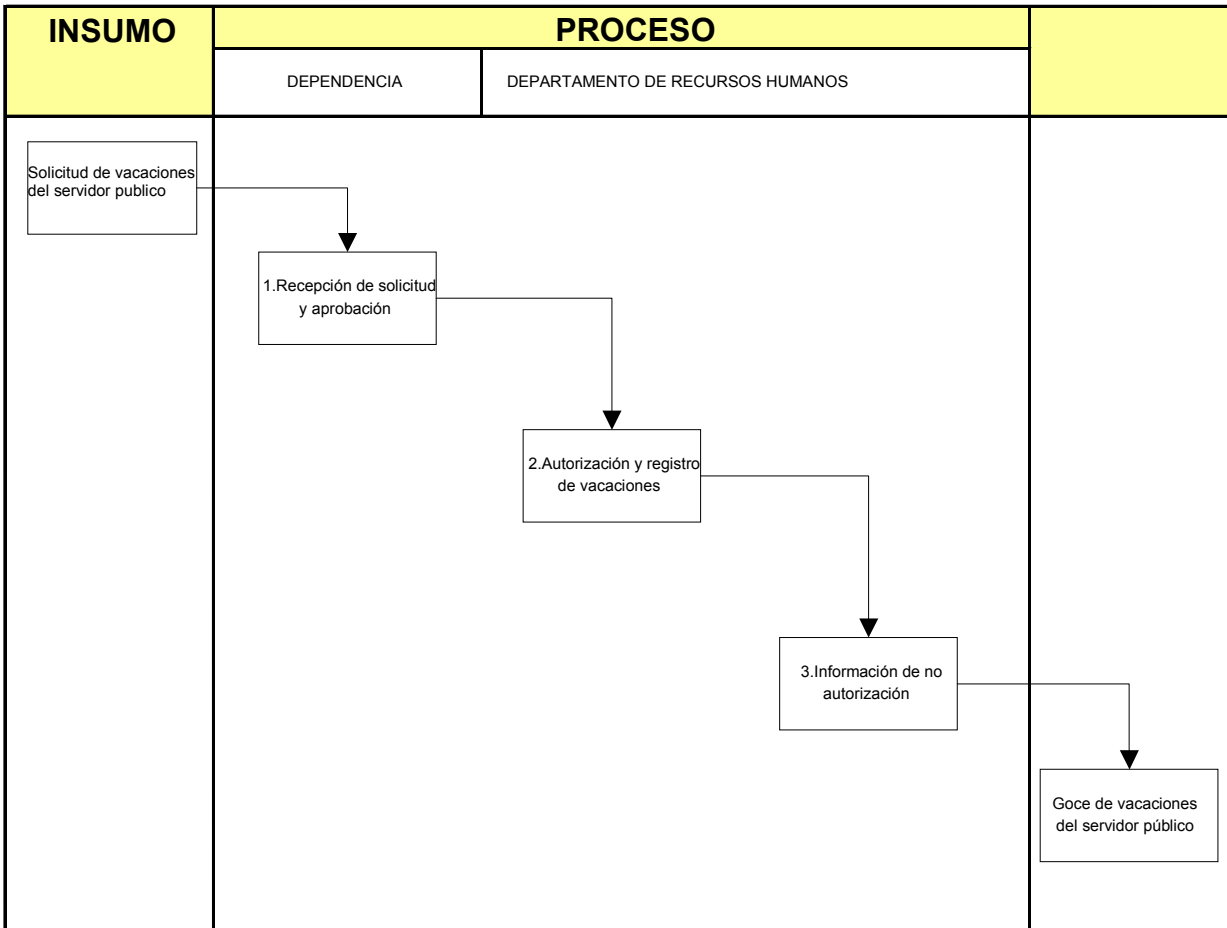 INSUMO
PROCESO
DEPENDENCIA
DEPARTAMENTO DE RECURSOS HUMANOS
Solicitud de vacaciones
del servidor publico
1.Recepción de solicitud
y aprobación
2.Autorización y registro
de vacaciones
3.Información de no
autorización
Goce de vacaciones
del servidor público